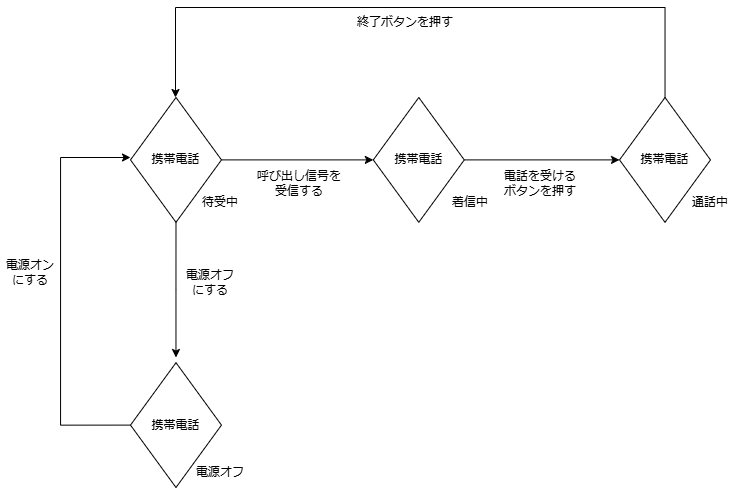 終了ボタンを押す
携帯電話
携帯電話
携帯電話
呼び出し信号を
受信する
電話を受ける
ボタンを押す
待受中
着信中
通話中
電源オン
にする
電源オフ
にする
携帯電話
電源オフ